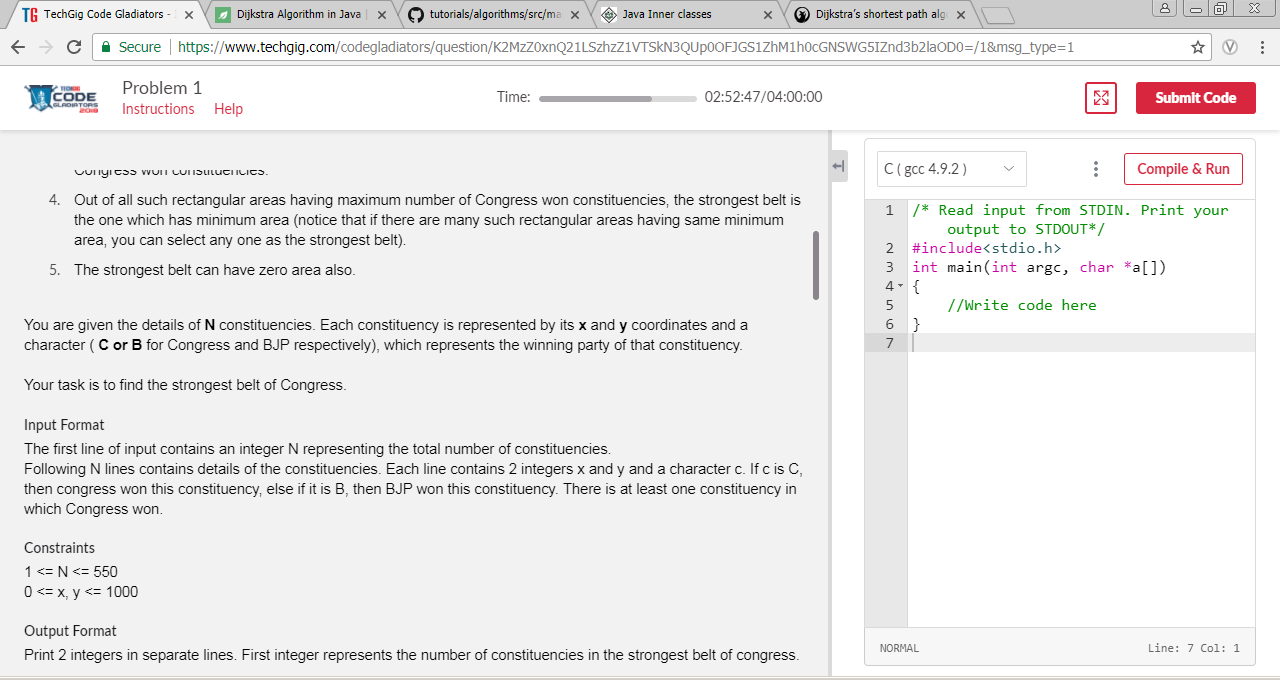 TechGig Code Gladiators -
Dijkstra Algorithm in Java
tutorials/algorithms/src/ma
Java Inner classes
Dijkstra's shortest path alg
Secure
https://www.techgig.com/codegladiators/question/K2MzZ0xnQ21LSzhzZ1VTSkN3QUp0OFJGS1ZhM1h0cGNSWG5IZnd3b2laOD0=/1&msg_type=1
TECHGIG
CODE
GLADIATORS
2018
Problem 1
Instructions Help
Time: 02:52:47/04:00:00
Submit Code
Congress won constituencies.
4. Out of all such rectangular areas having maximum number of Congress won constituencies, the strongest belt is
the one which has minimum area (notice that if there are many such rectangular areas having same minimum
area, you can select any one as the strongest belt).
5. The strongest belt can have zero area also.
You are given the details of N constituencies. Each constituency is represented by its x and y coordinates and a
character ( C or B for Congress and BJP respectively), which represents the winning party of that constituency.
Your task is to find the strongest belt of Congress.
Input Format
The first line of input contains an integer N representing the total number of constituencies.
Following N lines contains details of the constituencies. Each line contains 2 integers x and y and a character c. If c is C,
then congress won this constituency, else if it is B, then BJP won this constituency. There is at least one constituency in
which Congress won.
Constraints
1 <= N <= 550
0 <= x, y <= 1000
Output Format
Print 2 integers in separate lines. First integer represents the number of constituencies in the strongest belt of congress.
C ( gcc 4.9.2 )
Compile & Run
1 /* Read input from STDIN. Print your
output to STDOUT*/
2 #include<stdio.h>
3 int main(int argc, char *a[])
4 {
5 //Write code here
6 }
7
NORMAL
Line: 7 Col: 1